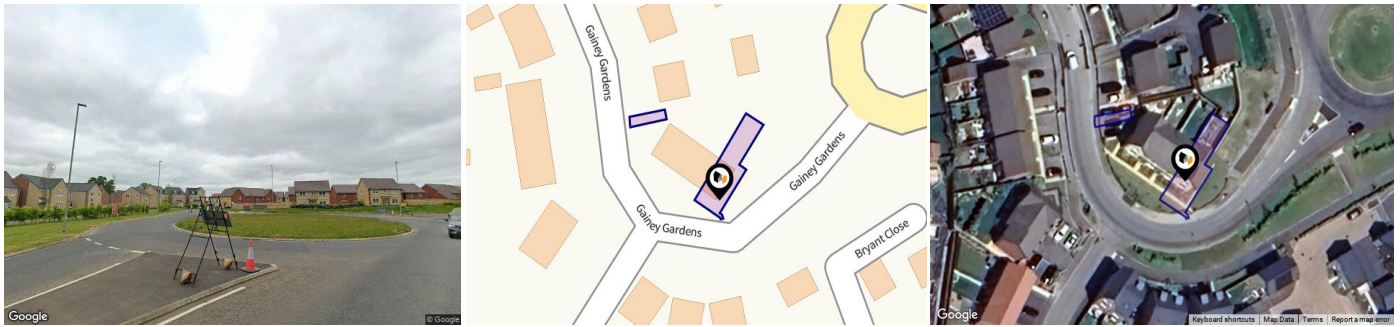 Google
© Google
Gainey Gardens
Gainey Gardens
Gainey Gardens
Bryant Close
Google
Keyboard shortcuts
Map Data
Terms
Report a map error